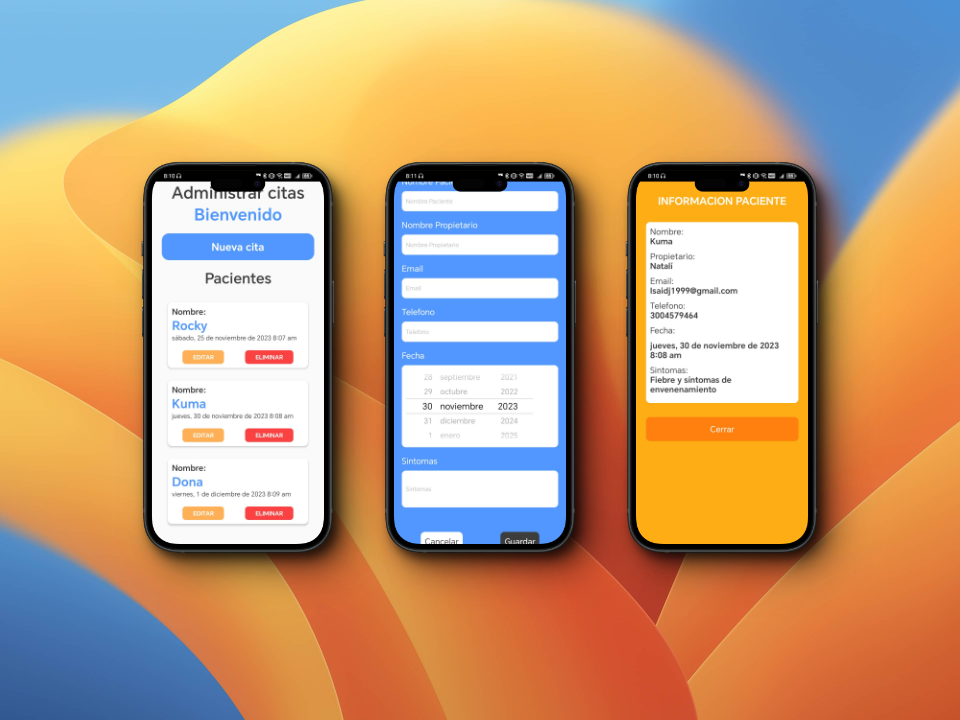 8:10
Administrar citas
Bienvenido
Nueva cita
Pacientes
Nombre:
Rocky
sábado, 25 de noviembre de 2023 8:07 am
EDITAR
ELIMINAR
Nombre:
Kuma
jueves, 30 de noviembre de 2023 8:08 am
EDITAR
ELIMINAR
Nombre:
Dona
viernes, 1 de diciembre de 2023 8:09 am
EDITAR
ELIMINAR
8:11
Nombre Paci
Nombre Paciente
Nombre Propietario
Nombre Propietario
Email
Email
Telefono
Telefono
Fecha
28 septiembre 2021
29 octubre 2022
30 noviembre 2023
31 diciembre 2024
1 enero 2025
Sintomas
Sintomas
Cancelar
Guardar
8:10
INFORMACION PACIENTE
Nombre:
Kuma
Propietario:
Natalí
Email:
Isaidj1999@gmail.com
Telefono:
3004579464
Fecha:
jueves, 30 de noviembre de 2023
8:08 am
Sintomas:
Fiebre y síntomas de
envenenamiento
Cerrar